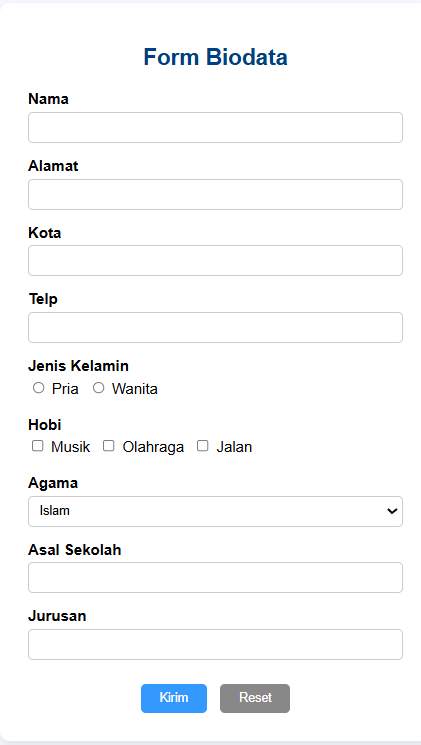 Form Biodata
Nama
Alamat
Kota
Telp
Jenis Kelamin
Pria Wanita
Hobi
Musik Olahraga Jalan
Agama
Islam
Asal Sekolah
Jurusan
Kirim Reset